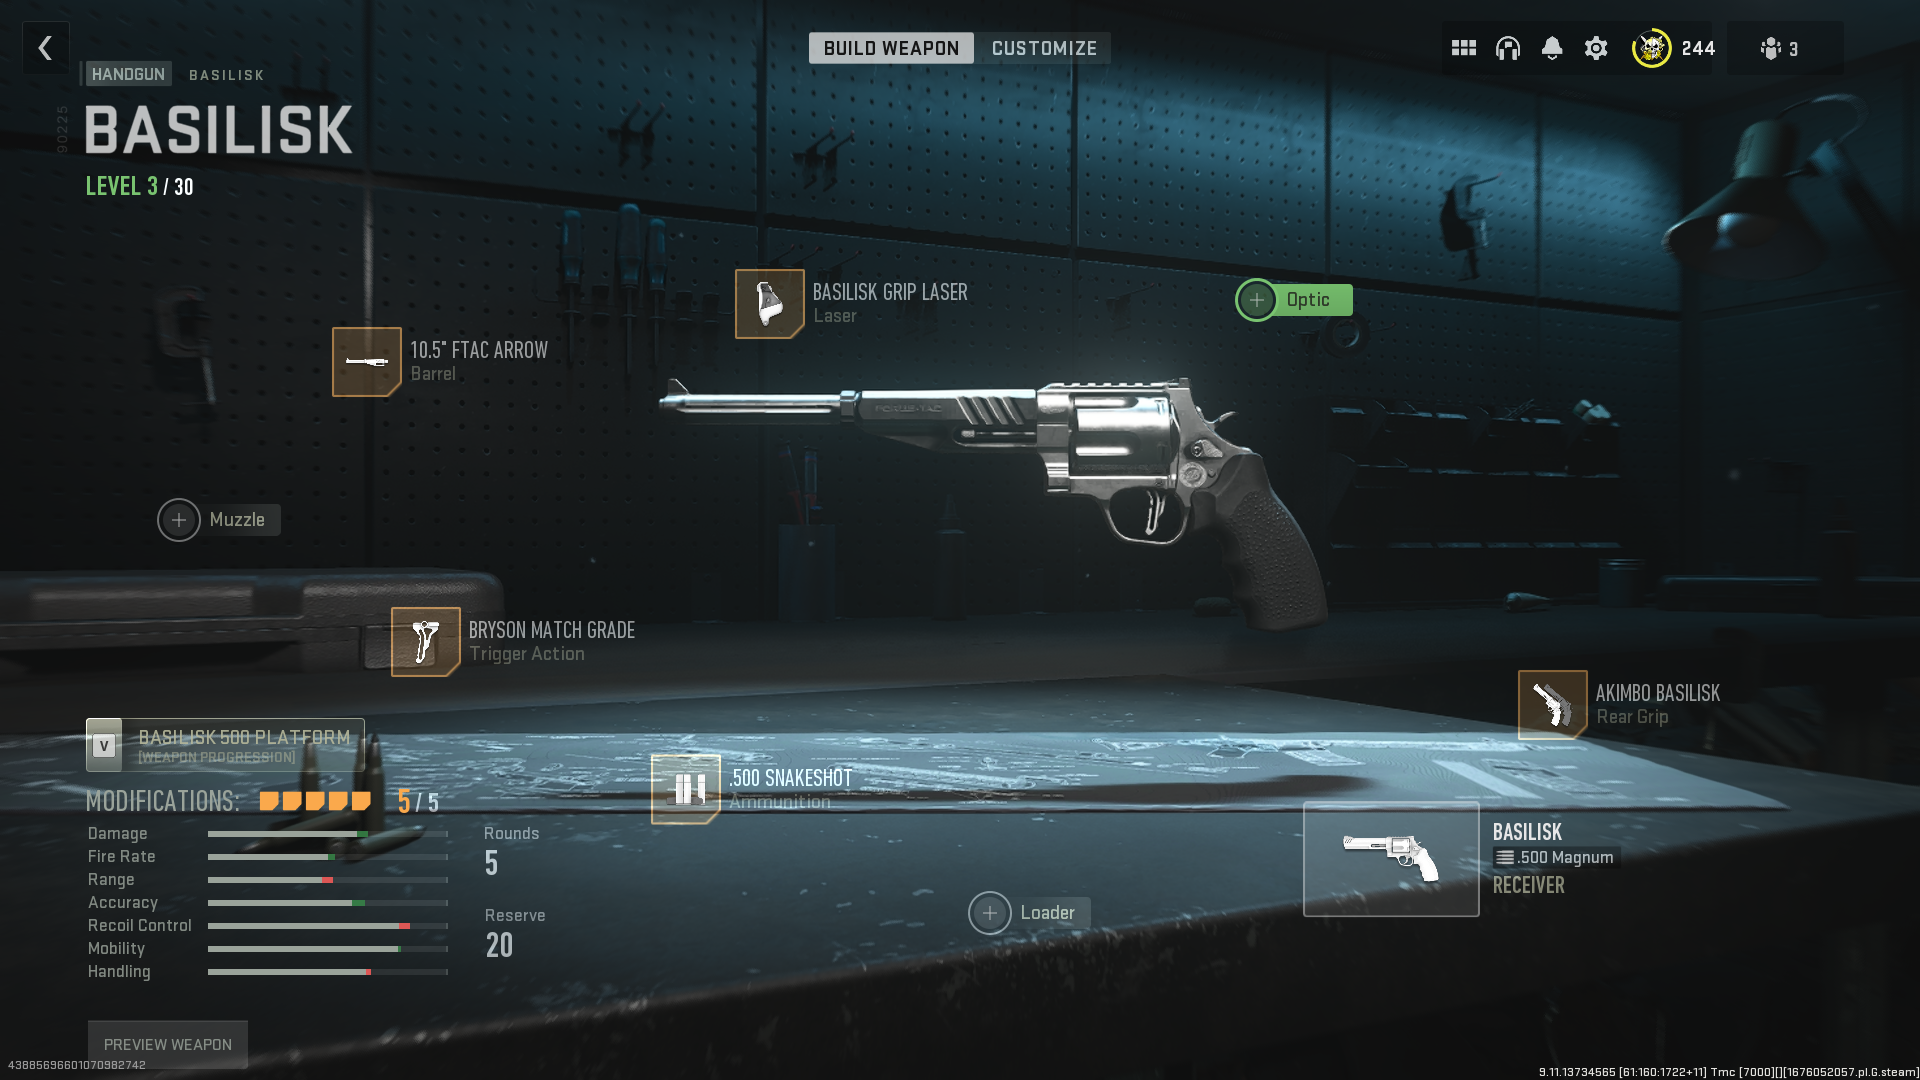 BUILD WEAPON
CUSTOMIZE
244
3
HANDGUN
BASILISK
90225
BASILISK
LEVEL 3 / 30
BASILISK GRIP LASER
Laser
Optic
10.5" FTAC ARROW
Barrel
Muzzle
BRYSON MATCH GRADE
Trigger Action
AKIMBO BASILISK
Rear Grip
V
BASILISK 500 PLATFORM
[WEAPON PROGRESSION]
.500 SNAKESHOT
Ammunition
MODIFICATIONS: 5 / 5
Damage
Fire Rate
Range
Accuracy
Recoil Control
Mobility
Handling
Rounds
5
Reserve
20
BASILISK
.500 Magnum
RECEIVER
Loader
PREVIEW WEAPON
43885696601070982742
9.11.13734565 [61:160:1722+11] Tmc [7000][][1676052057.pl.G.steam]